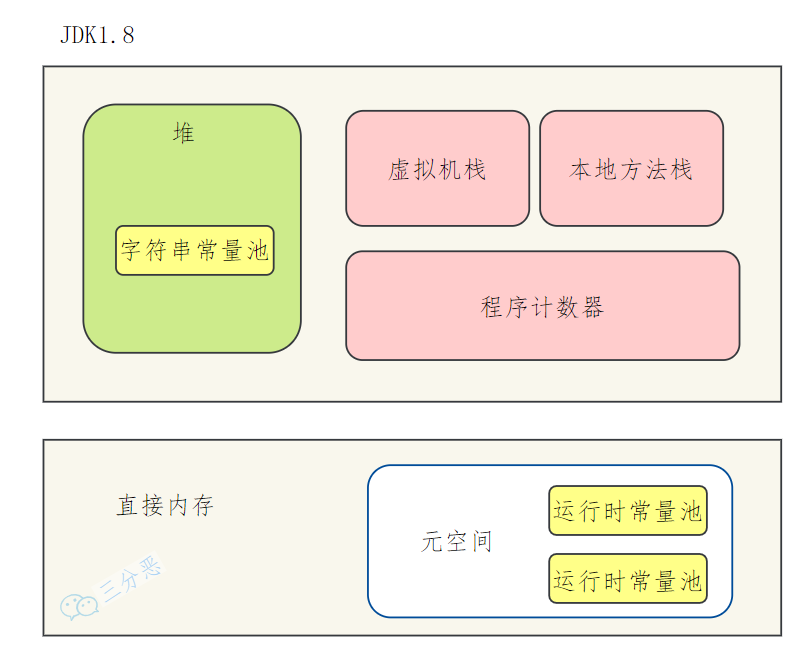 JDK1.8
堆
虚拟机栈
本地方法栈
字符串常量池
程序计数器
直接内存
元空间
运行时常量池
运行时常量池
三分恶